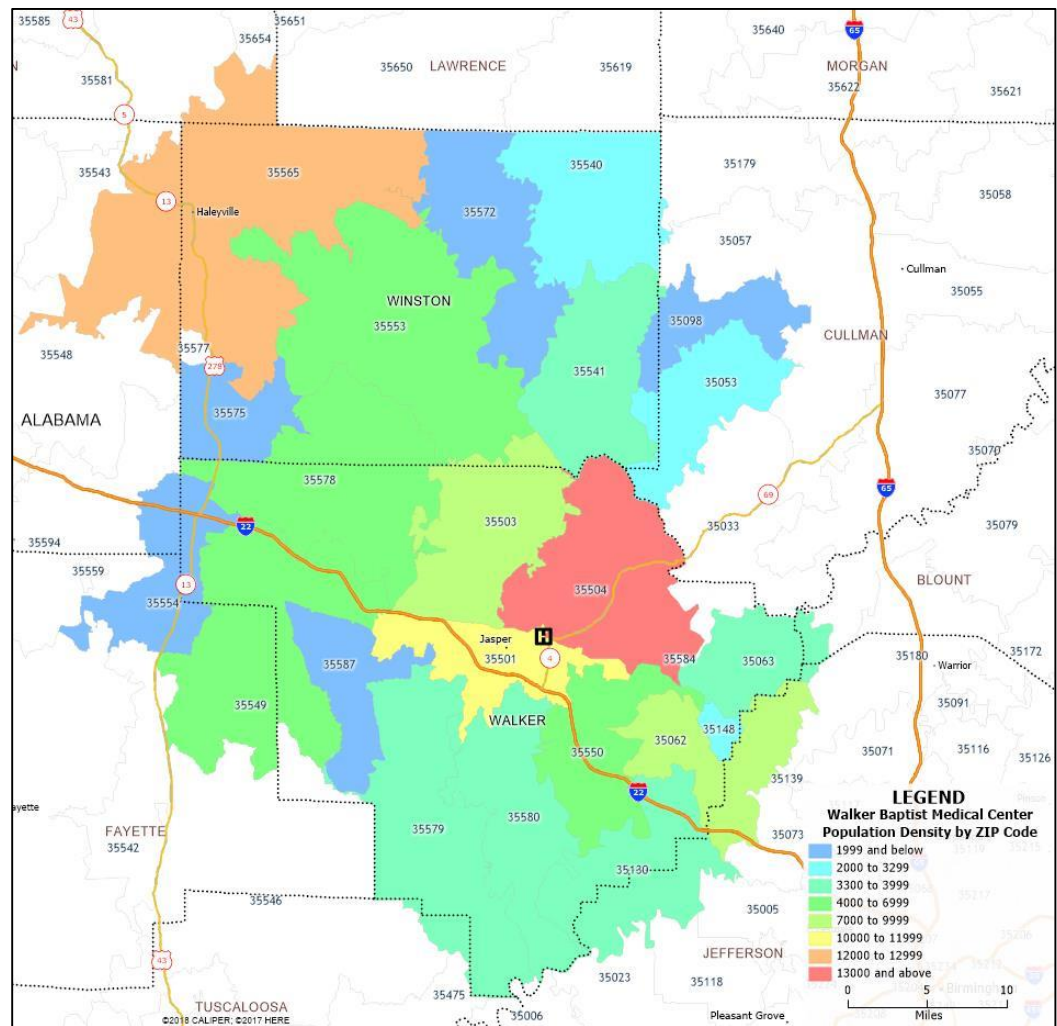 35585
43
35651
35654
35640
65
35650
LAWRENCE
35619
MORGAN
35581
35622
35621
5
35543
35565
35540
35179
35058
13
Haleyville
35572
35057
Cullman
35055
WINSTON
35553
35098
CULLMAN
35548
35577
278
35541
35053
35077
ALABAMA
35575
35070
35578
65
69
35503
35033
35079
22
35594
35559
13
35554
35504
BLOUNT
H
Jasper
35501
4
35584
35063
35180
Warrior
35172
35587
35549
WALKER
35148
35091
35550
35062
35071
35116
35126
35139
22
FAYETTE
35542
35579
35580
35073
35130
35546
35005
JEFFERSON
35023
35118
43
35475
TUSCALOOSA
35006
Pleasant Grove
Birmingham
LEGEND
Walker Baptist Medical Center
Population Density by ZIP Code
1999 and below
2000 to 3299
3300 to 3999
4000 to 6999
7000 to 9999
10000 to 11999
12000 to 12999
13000 and above
0 5 10
Miles
©2018 CALIPER; ©2017 HERE